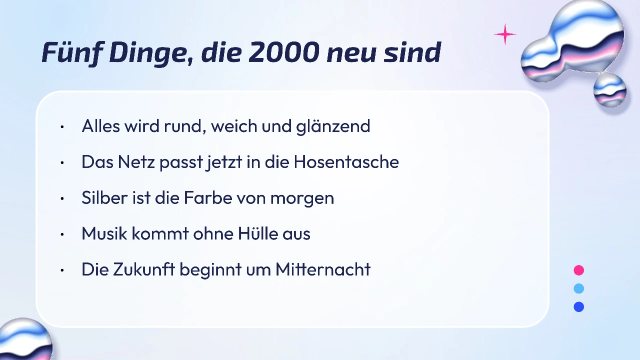 Fünf Dinge, die 2000 neu sind
• Alles wird rund, weich und glänzend
• Das Netz passt jetzt in die Hosentasche
• Silber ist die Farbe von morgen
• Musik kommt ohne Hülle aus
• Die Zukunft beginnt um Mitternacht